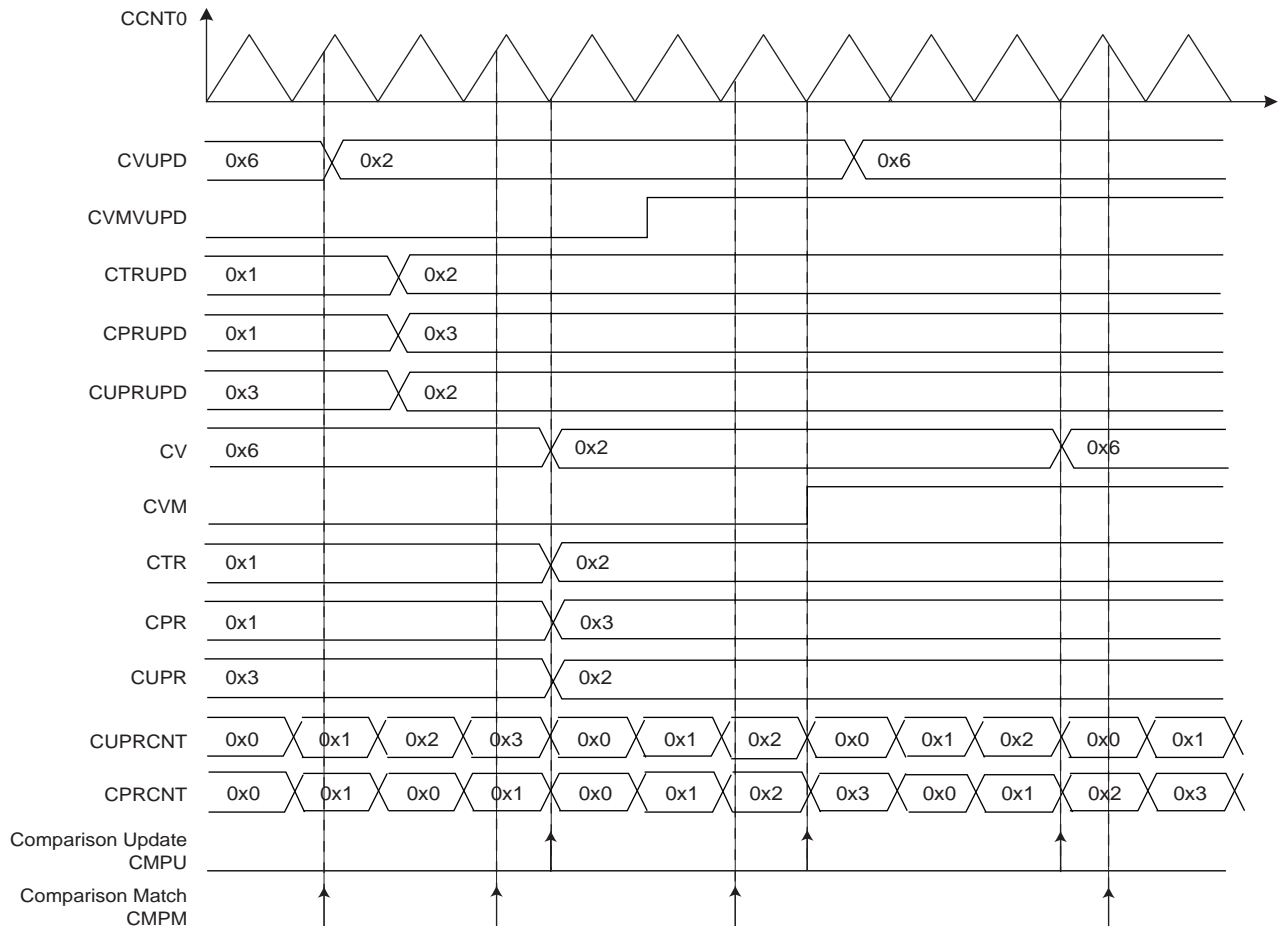 CCNT0
CVUPD 0x6 0x2 0x6
CVMVUPD
CTRUPD 0x1 0x2
CPRUPD 0x1 0x3
CUPRUPD 0x3 0x2
CV 0x6 0x2 0x6
CVM
CTR 0x1 0x2
CPR 0x1 0x3
CUPR 0x3 0x2
CUPRCNT 0x0 0x1 0x2 0x3 0x0 0x1 0x2 0x0 0x1 0x2 0x0 0x1
CPRCNT 0x0 0x1 0x0 0x1 0x0 0x1 0x2 0x3 0x0 0x1 0x2 0x3
Comparison Update
CMPU
Comparison Match
CMPM